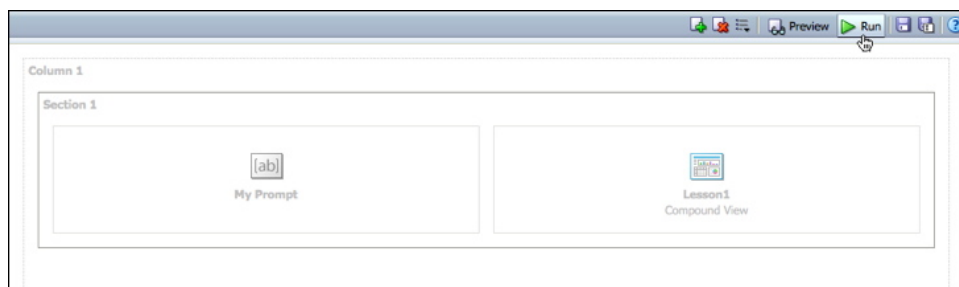 Preview Run
Column 1
Section 1
[ab]
My Prompt
Lesson1
Compound View